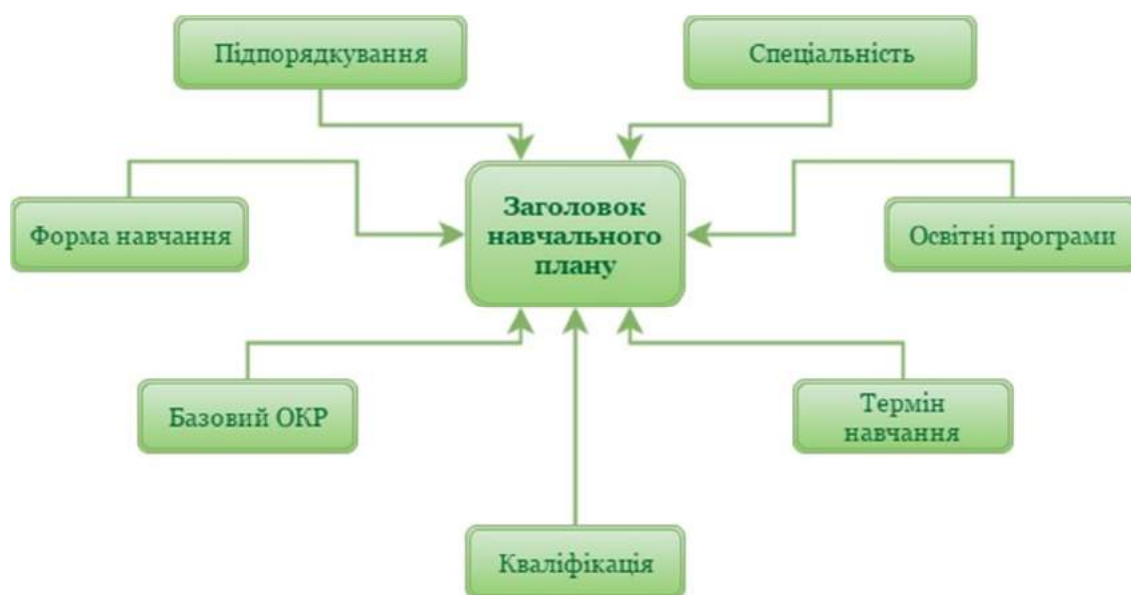 Підпорядкування
Спеціальність
Заголовок
навчального
плану
Форма навчання
Освітні програми
Базовий ОКР
Термін
навчання
Кваліфікація